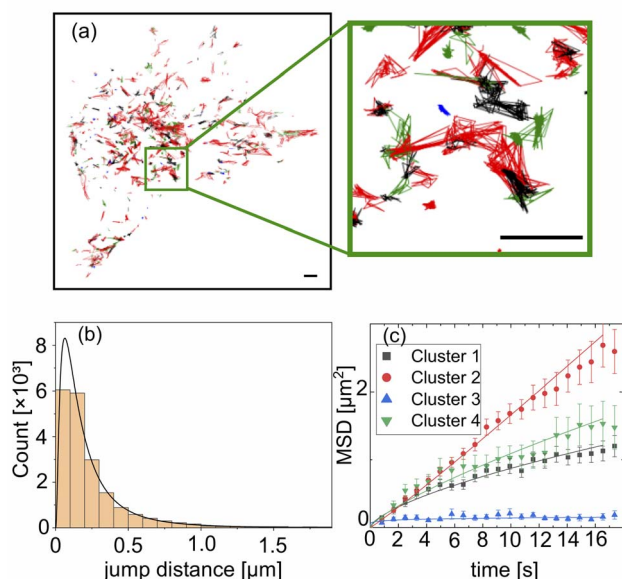 (a)
(b)
Count [×10³]
8
6
4
2
0
0.0 0.5 1.0 1.5
jump distance [µm]
(c)
MSD [µm²]
2
0
Cluster 1
Cluster 2
Cluster 3
Cluster 4
0 2 4 6 8 10 12 14 16
time [s]